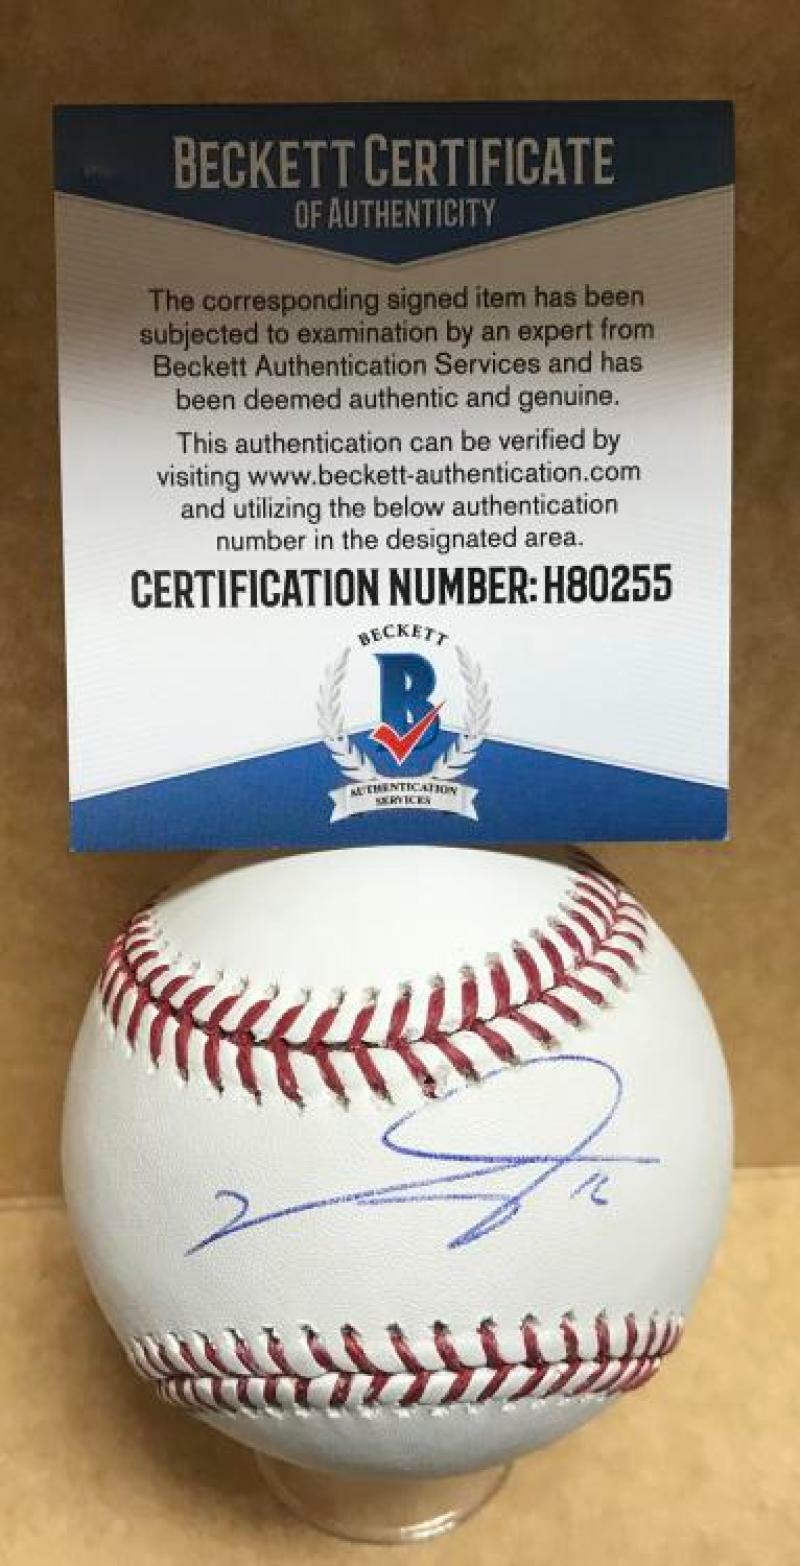 BECKETT CERTIFICATE
OF AUTHENTICITY
The corresponding signed item has been
subjected to examination by an expert from
Beckett Authentication Services and has
been deemed authentic and genuine.
This authentication can be verified by
visiting www.beckett-authentication.com
and utilizing the below authentication
number in the designated area.
CERTIFICATION NUMBER: H80255
BECKETT
B
AUTHENTICATION
SERVICES
16